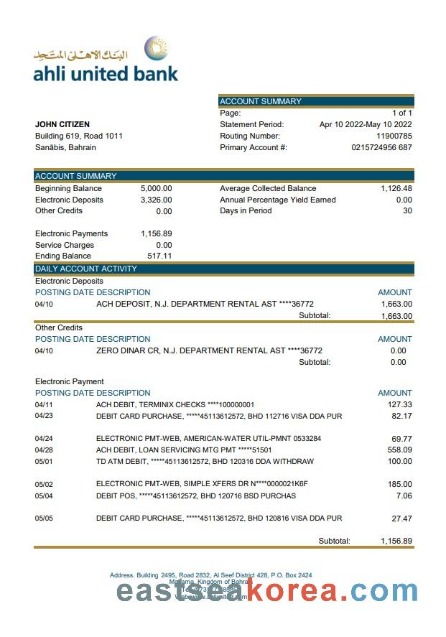 البنك الاهلي المتحد
ahli united bank
ACCOUNT SUMMARY
Page: 1 of 1
JOHN CITIZEN Statement Period: Apr 10 2022-May 10 2022
Building 619, Road 1011 Routing Number: 11900785
Sanābis, Bahrain Primary Account #: 0215724956 687
ACCOUNT SUMMARY
Beginning Balance 5,000.00 Average Collected Balance 1,126.48
Electronic Deposits 3,326.00 Annual Percentage Yield Earned 0.00
Other Credits 0.00 Days in Period 30
Electronic Payments 1,156.89
Service Charges 0.00
Ending Balance 517.11
DAILY ACCOUNT ACTIVITY
Electronic Deposits
POSTING DATE DESCRIPTION AMOUNT
04/10 ACH DEPOSIT, N.J. DEPARTMENT RENTAL AST ****36772 1,663.00
Subtotal: 1,663.00
Other Credits
POSTING DATE DESCRIPTION AMOUNT
04/10 ZERO DINAR CR, N.J. DEPARTMENT RENTAL AST ****36772 0.00
Subtotal: 0.00
Electronic Payment
POSTING DATE DESCRIPTION AMOUNT
04/11 ACH DEBIT, TERMINIX CHECKS ****100000001 127.33
04/23 DEBIT CARD PURCHASE, *****45113612572, BHD 112716 VISA DDA PUR 82.17
04/24 ELECTRONIC PMT-WEB, AMERICAN-WATER UTIL-PMNT 0533284 69.77
04/28 ACH DEBIT, LOAN SERVICING MTG PMT *****51501 558.09
05/01 TD ATM DEBIT, *****45113612572, BHD 120316 DDA WITHDRAW 100.00
05/02 ELECTRONIC PMT-WEB, SIMPLE XFERS DR N****0000021K6F 185.00
05/04 DEBIT POS, *****45113612572, BHD 120716 BSD PURCHAS 7.06
05/05 DEBIT CARD PURCHASE, *****45113612572, BHD 120816 VISA DDA PUR 27.47
Subtotal: 1,156.89
Address. Building 2495, Road 2832, Al Seef District 428, P.O. Box 2424
Manama, Kingdom of Bahrain
eastseakorea.com